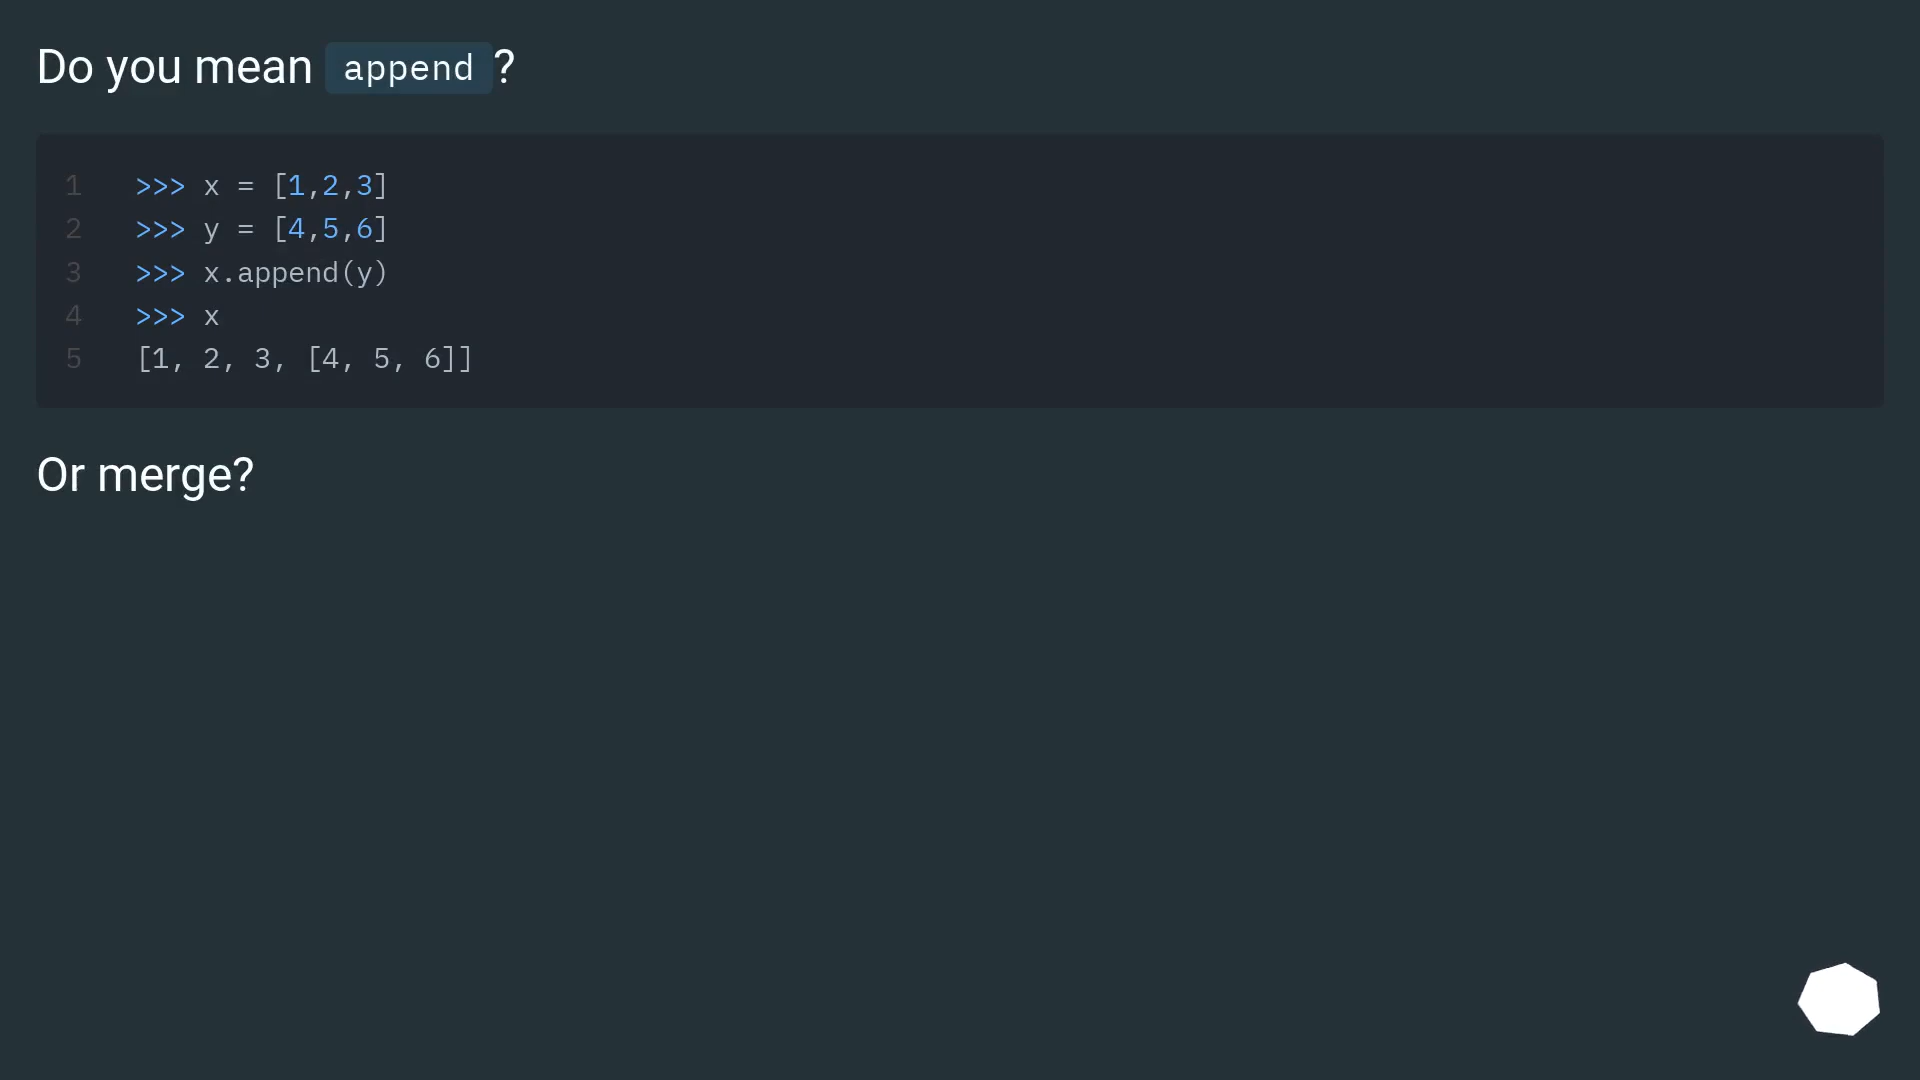 Do you mean append?
1 >>> x = [1,2,3]
2 >>> y = [4,5,6]
3 >>> x.append(y)
4 >>> x
5 [1, 2, 3, [4, 5, 6]]
Or merge?